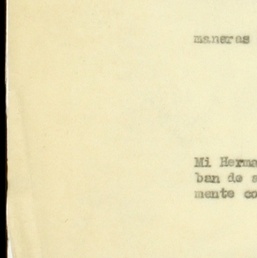 maneras
Mi Herma
ban de a
mente co